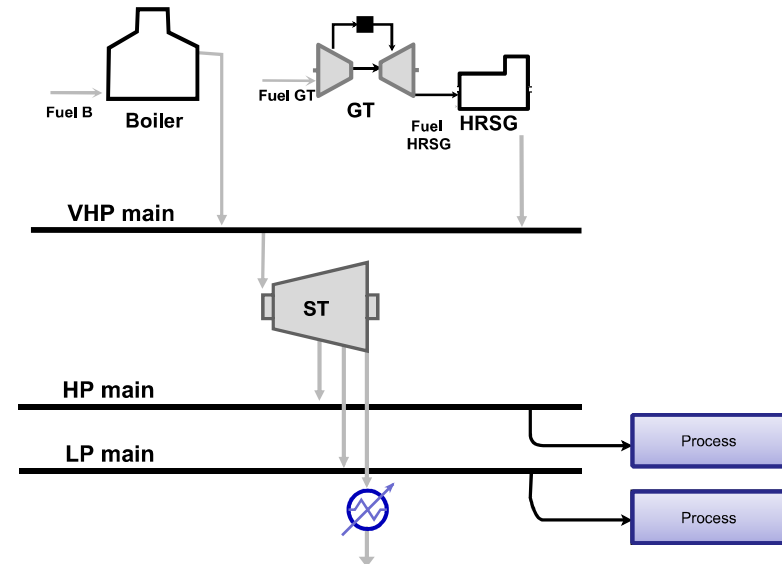 Fuel B
Boiler
Fuel GT
GT
Fuel
HRSG
HRSG
VHP main
ST
HP main
Process
LP main
Process